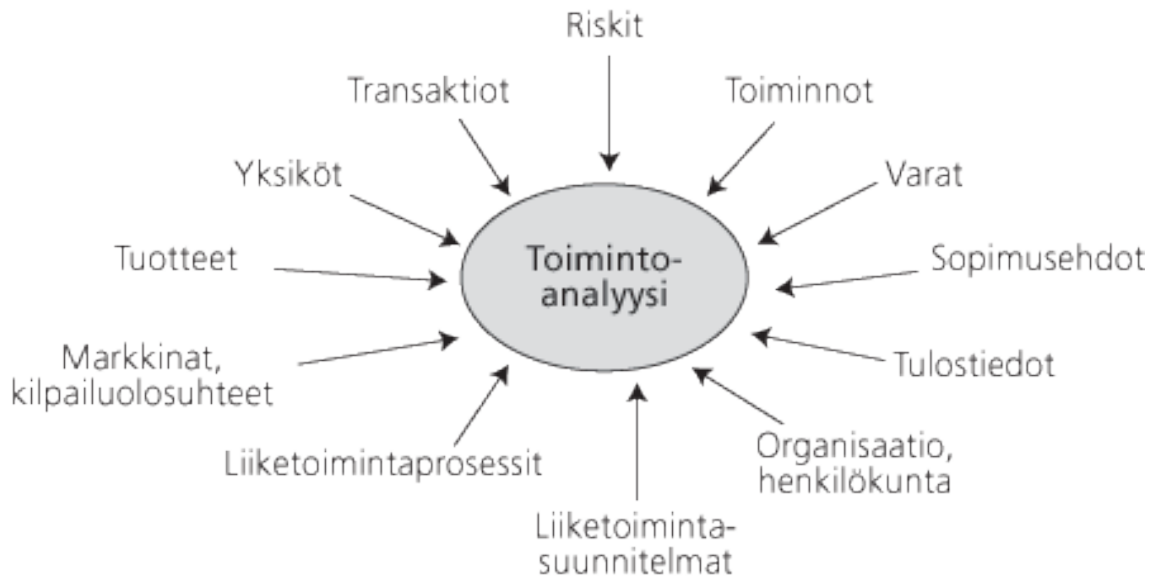 Riskit
Transaktiot
Toiminnot
Yksiköt
Varat
Tuotteet
Toiminto-
analyysi
Sopimusehdot
Markkinat,
kilpailuolosuhteet
Tulostiedot
Liiketoimintaprosessit
Organisaatio,
henkilökunta
Liiketoiminta-
suunnitelmat